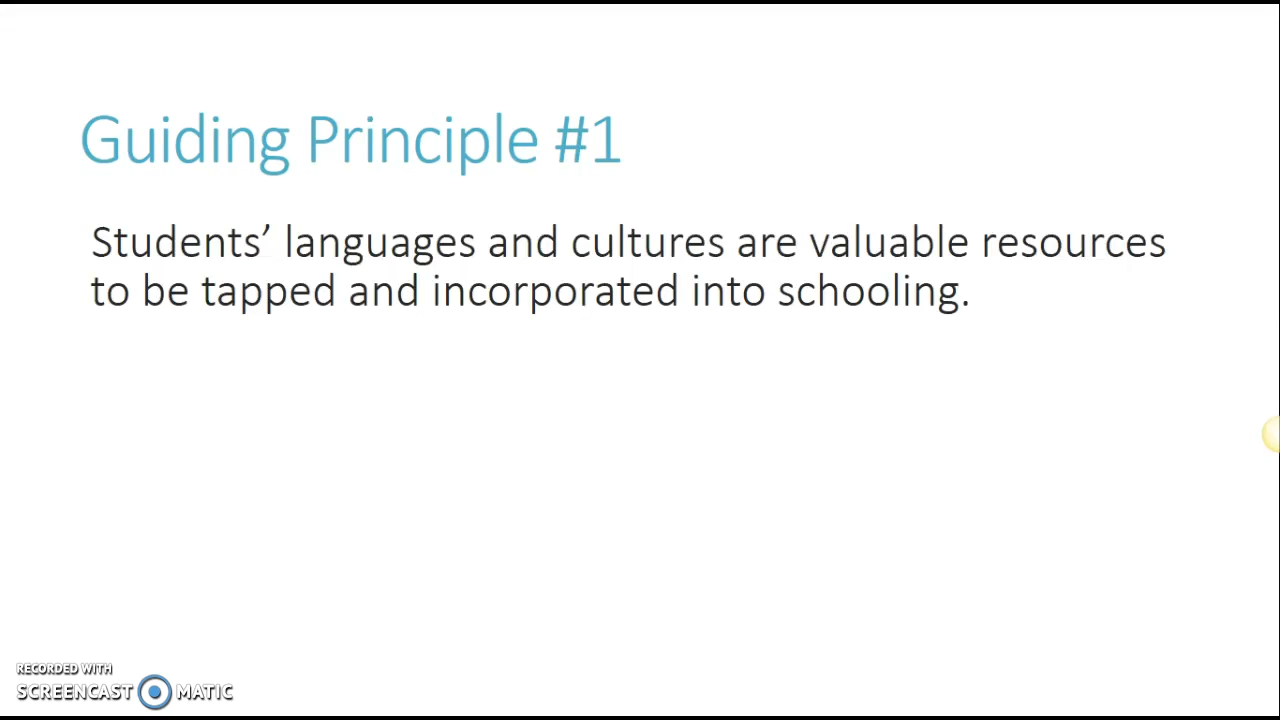 Guiding Principle #1
Students’ languages and cultures are valuable resources
to be tapped and incorporated into schooling.
RECORDED WITH
SCREENCAST MATIC